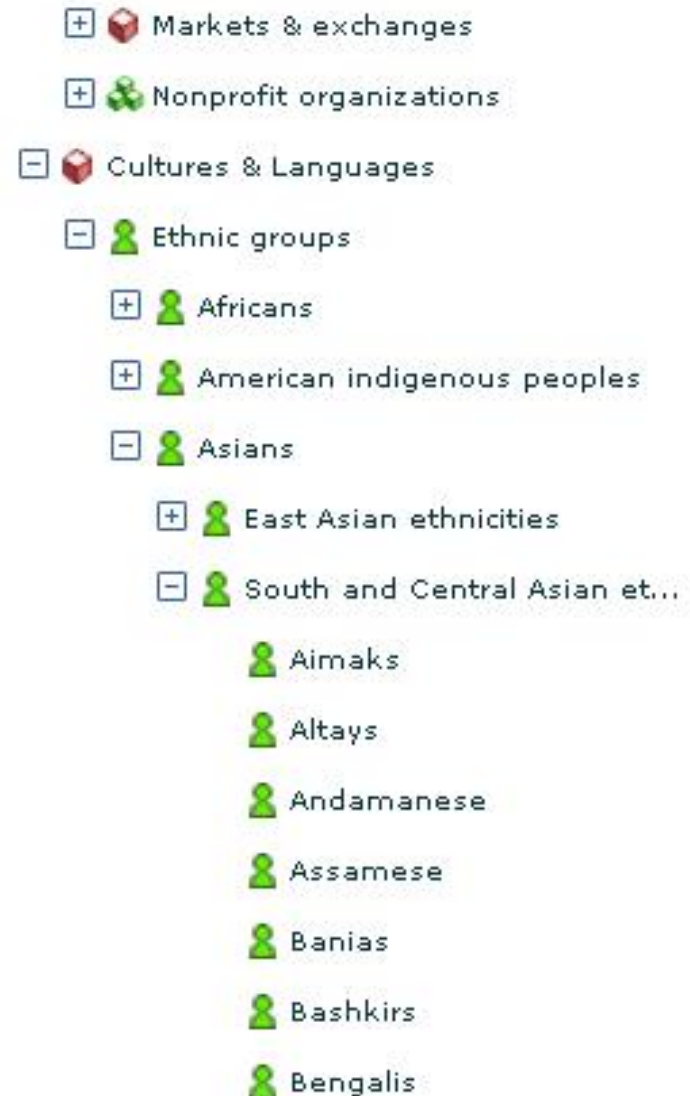 Markets & exchanges
Nonprofit organizations
Cultures & Languages
Ethnic groups
Africans
American indigenous peoples
Asians
East Asian ethnicities
South and Central Asian et...
Aimaks
Altays
Andamanese
Assamese
Banias
Bashkirs
Bengalis